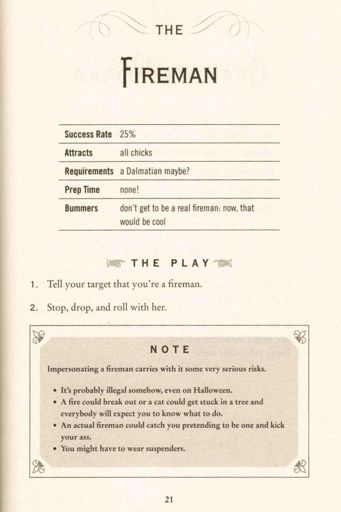 THE
FIREMAN
Success Rate 25%
Attracts all chicks
Requirements a Dalmatian maybe?
Prep Time none!
Bummers don't get to be a real fireman: now, that
would be cool
THE PLAY
1. Tell your target that you're a fireman.
2. Stop, drop, and roll with her.
NOTE
Impersonating a fireman carries with it some very serious risks.
• It's probably illegal somehow, even on Halloween.
• A fire could break out or a cat could get stuck in a tree and
everybody will expect you to know what to do.
• An actual fireman could catch you pretending to be one and kick
your ass.
• You might have to wear suspenders.
21